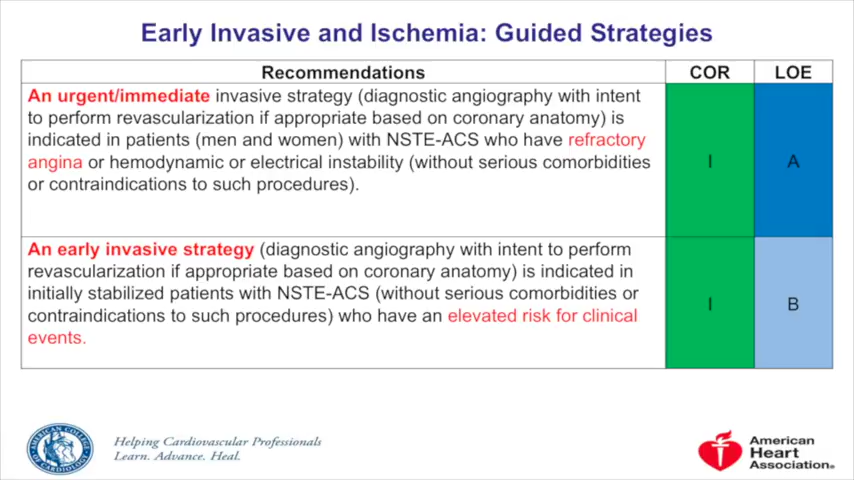 Early Invasive and Ischemia: Guided Strategies
Recommendations COR LOE
An urgent/immediate invasive strategy (diagnostic angiography with intent
to perform revascularization if appropriate based on coronary anatomy) is
indicated in patients (men and women) with NSTE-ACS who have refractory
angina or hemodynamic or electrical instability (without serious comorbidities
or contraindications to such procedures).
I A
An early invasive strategy (diagnostic angiography with intent to perform
revascularization if appropriate based on coronary anatomy) is indicated in
initially stabilized patients with NSTE-ACS (without serious comorbidities or
contraindications to such procedures) who have an elevated risk for clinical
events.
I B
AMERICAN COLLEGE OF CARDIOLOGY
Helping Cardiovascular Professionals
Learn. Advance. Heal.
American
Heart
Association®